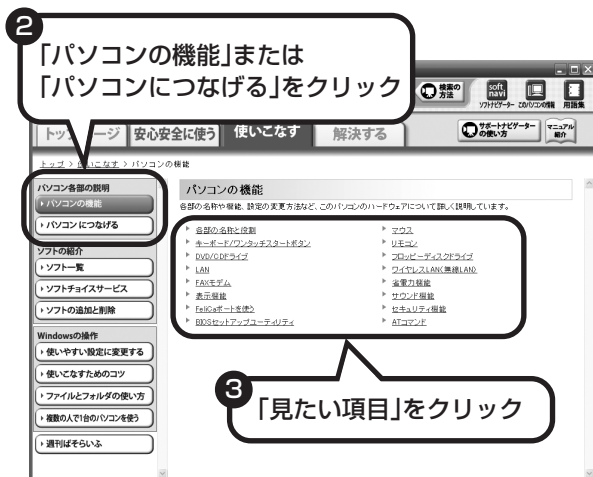 2
「パソコンの機能」または
「パソコンにつなげる」をクリック
検索の方法
soft navi
ソフトナビゲーター
このパソコンの情報
用語集
トップページ
安心安全に使う
使いこなす
解決する
サポートナビゲーターの使い方
マニュアル紹介
トップ > 使いこなす > パソコンの機能
パソコン各部の説明
パソコンの機能
パソコンにつなげる
ソフトの紹介
ソフト一覧
ソフトチョイスサービス
ソフトの追加と削除
Windowsの操作
使いやすい設定に変更する
使いこなすためのコツ
ファイルとフォルダの使い方
複数の人で1台のパソコンを使う
週刊ぱそらいふ
パソコンの機能
各部の名称や機能、設定の変更方法など、このパソコンのハードウェアについて詳しく説明しています。
各部の名称と役割
キーボード/ワンタッチスタートボタン
DVD/CDドライブ
LAN
FAXモデム
表示機能
FeliCaポートを使う
BIOSセットアップユーティリティ
マウス
リモコン
フロッピーディスクドライブ
ワイヤレスLAN(無線LAN)
省電力機能
サウンド機能
セキュリティ機能
ATコマンド
3
「見たい項目」をクリック